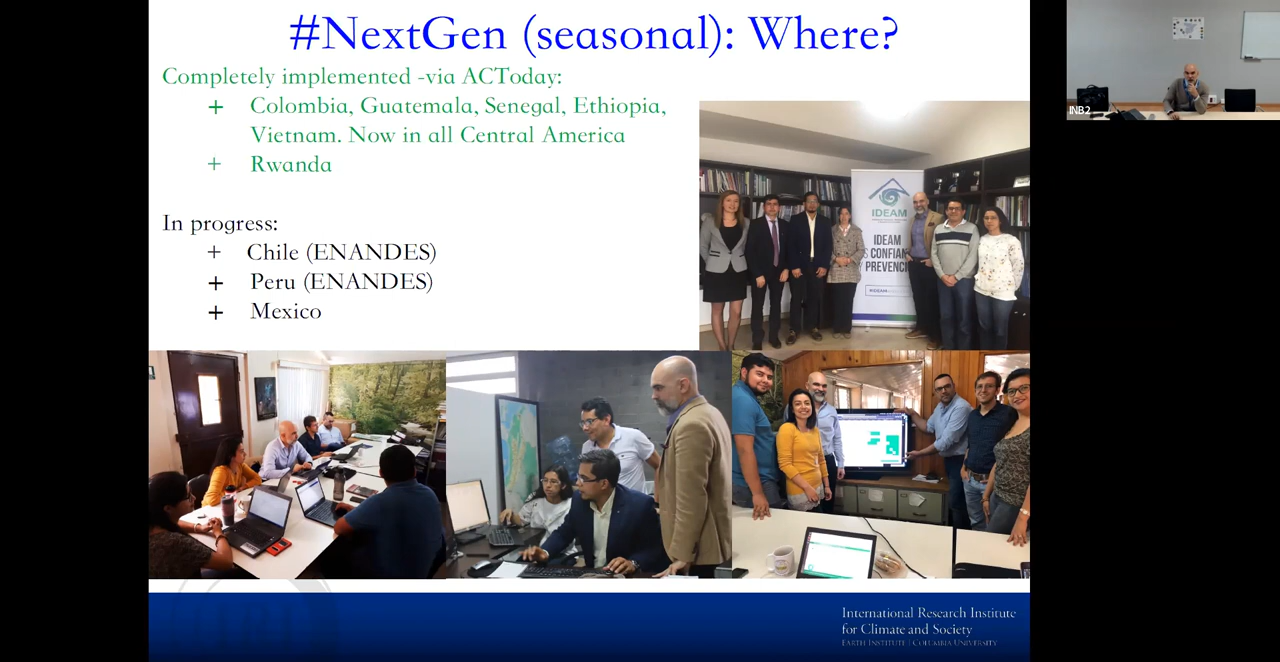 #NextGen (seasonal): Where?
Completely implemented -via ACToday:
+ Colombia, Guatemala, Senegal, Ethiopia,
Vietnam. Now in all Central America
+ Rwanda
In progress:
+ Chile (ENANDES)
+ Peru (ENANDES)
+ Mexico
IDEAM
IDEAM
CONFIAN
PREVENCI
International Research Institute
for Climate and Society
EARTH INSTITUTE | COLUMBIA UNIVERSITY
INB2